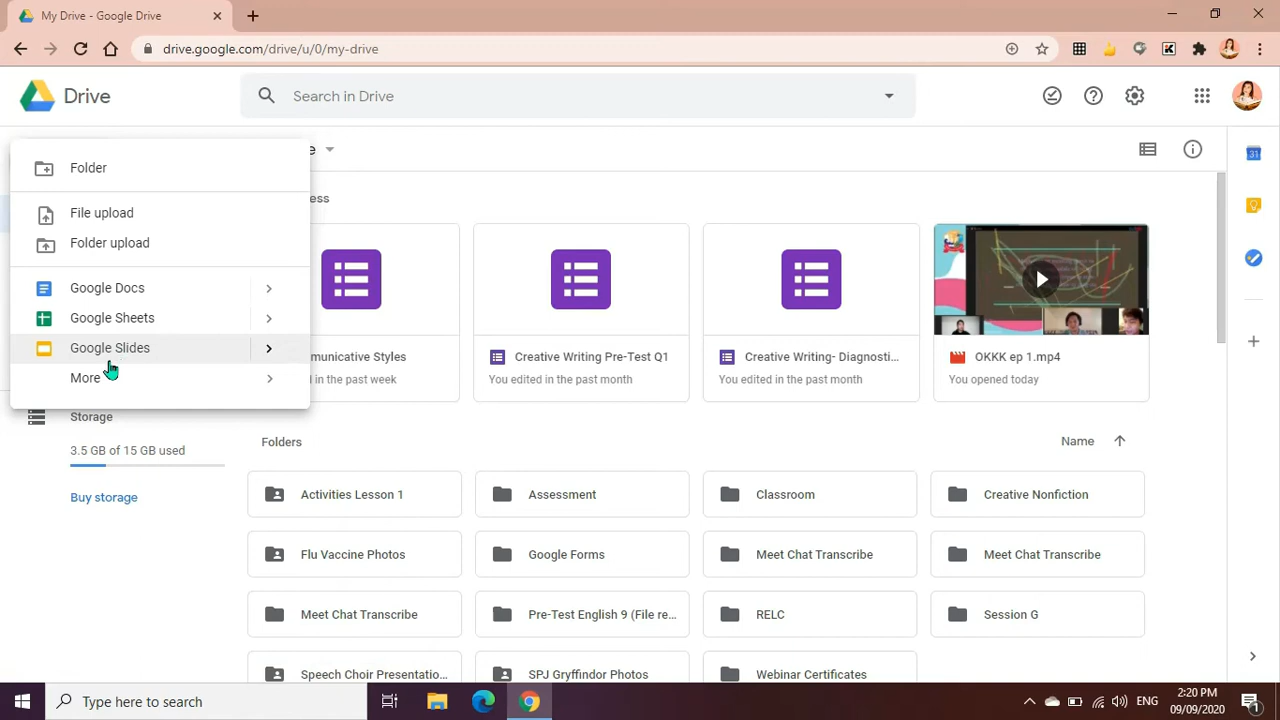 My Drive - Google Drive
drive.google.com/drive/u/0/my-drive
Drive
Search in Drive
Folder
File upload
Folder upload
Google Docs
Google Sheets
Google Slides
More
e
ess
municative Styles
d in the past week
Creative Writing Pre-Test Q1
You edited in the past month
Creative Writing- Diagnosti...
You edited in the past month
OKKK ep 1.mp4
You opened today
Storage
3.5 GB of 15 GB used
Buy storage
Folders
Name
Activities Lesson 1
Assessment
Classroom
Creative Nonfiction
Flu Vaccine Photos
Google Forms
Meet Chat Transcribe
Meet Chat Transcribe
Meet Chat Transcribe
Pre-Test English 9 (File re...
RELC
Session G
Speech Choir Presentatio...
SPJ Gryffindor Photos
Webinar Certificates
31
Type here to search
ENG
2:20 PM
09/09/2020
1